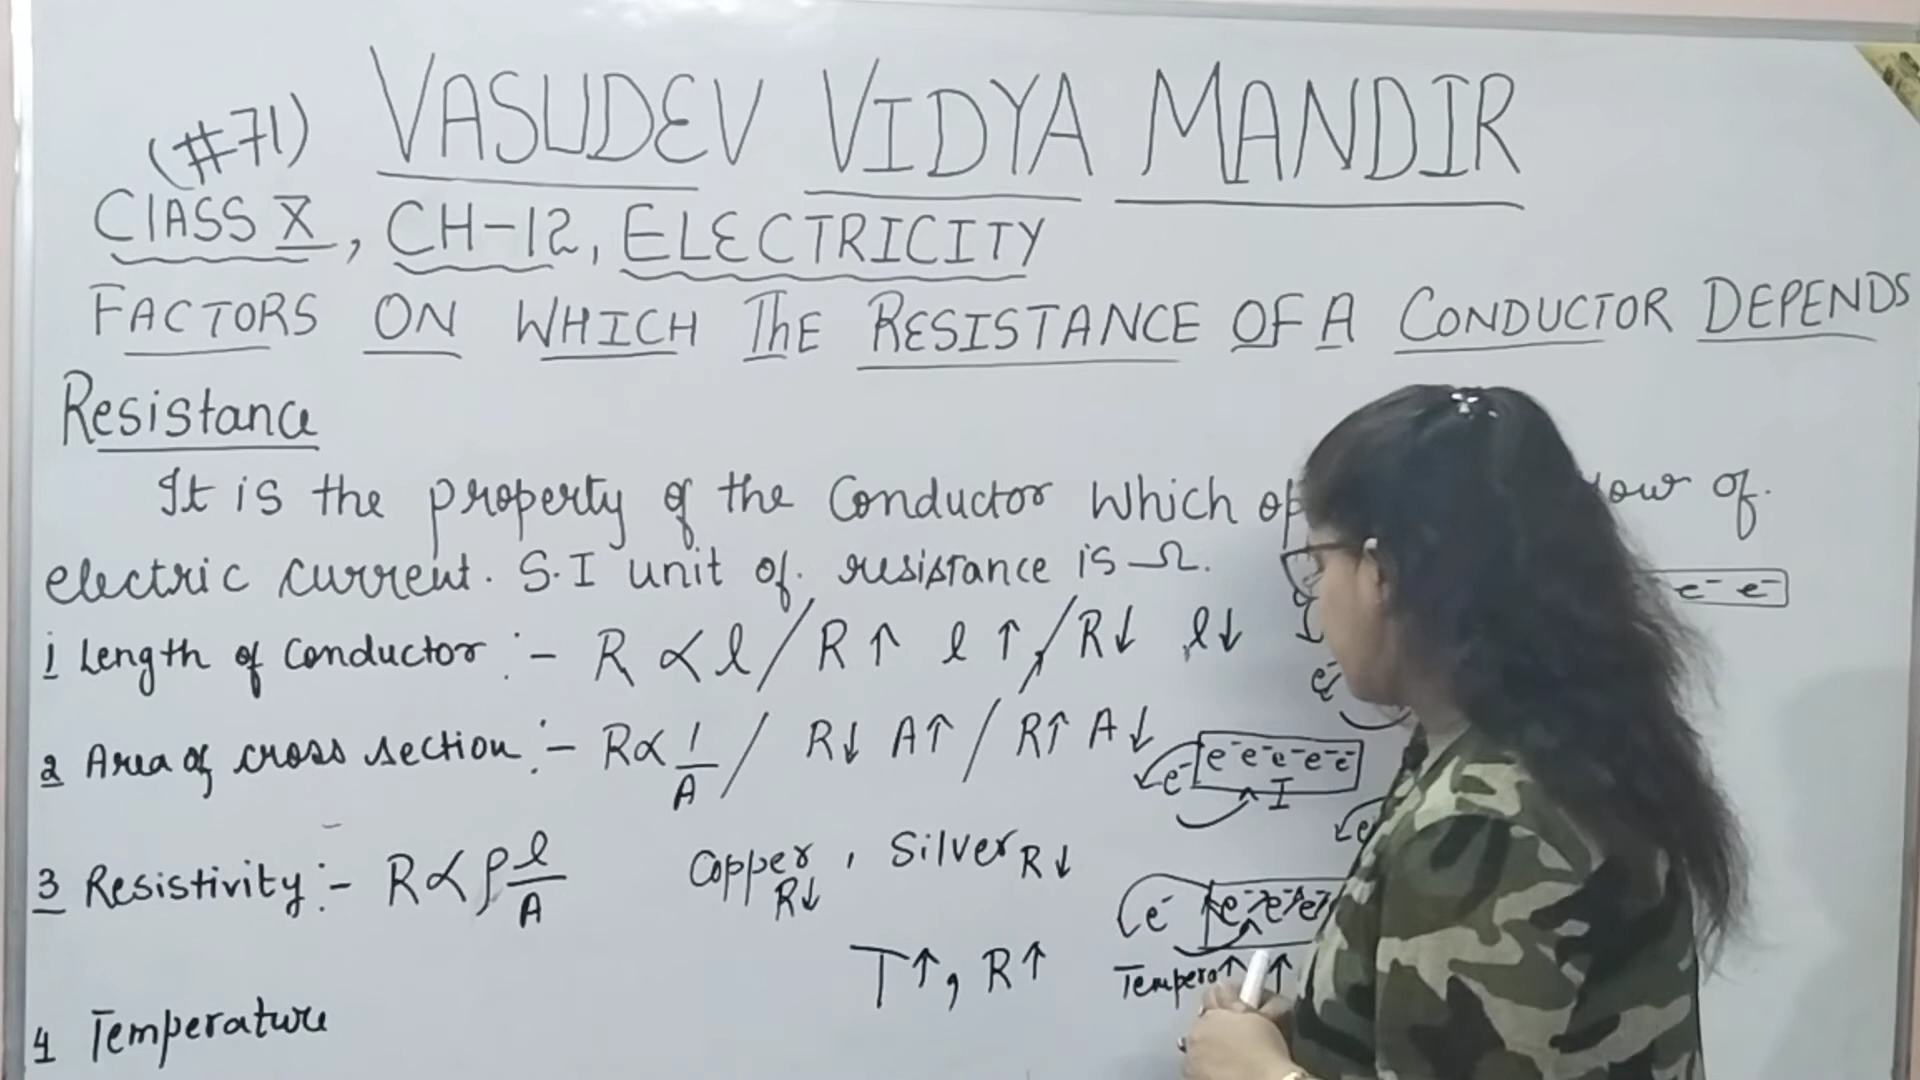 (#71) VASUDEV VIDYA MANDIR
CLASS X, CH-12, ELECTRICITY
FACTORS ON WHICH THE RESISTANCE OF A CONDUCTOR DEPENDS
Resistance
It is the property of the Conductor Which of
electric current. S.I unit of resistance is Ω.
e⁻ e⁻
1 Length of Conductor :- R ∝ l / R ↑ l ↑ / R↓ l↓
e⁻
2 Area of cross section :- R ∝ 1/A / R↓ A↑ / R↑ A↓
e⁻ e⁻ e⁻ e⁻ e⁻ e⁻
I
3 Resistivity :- R ∝ ρ l/A Copper R↓, Silver R↓
e⁻ e⁻ e⁻ e⁻
T↑, R↑ Tempera↑ ↑
4 Temperature